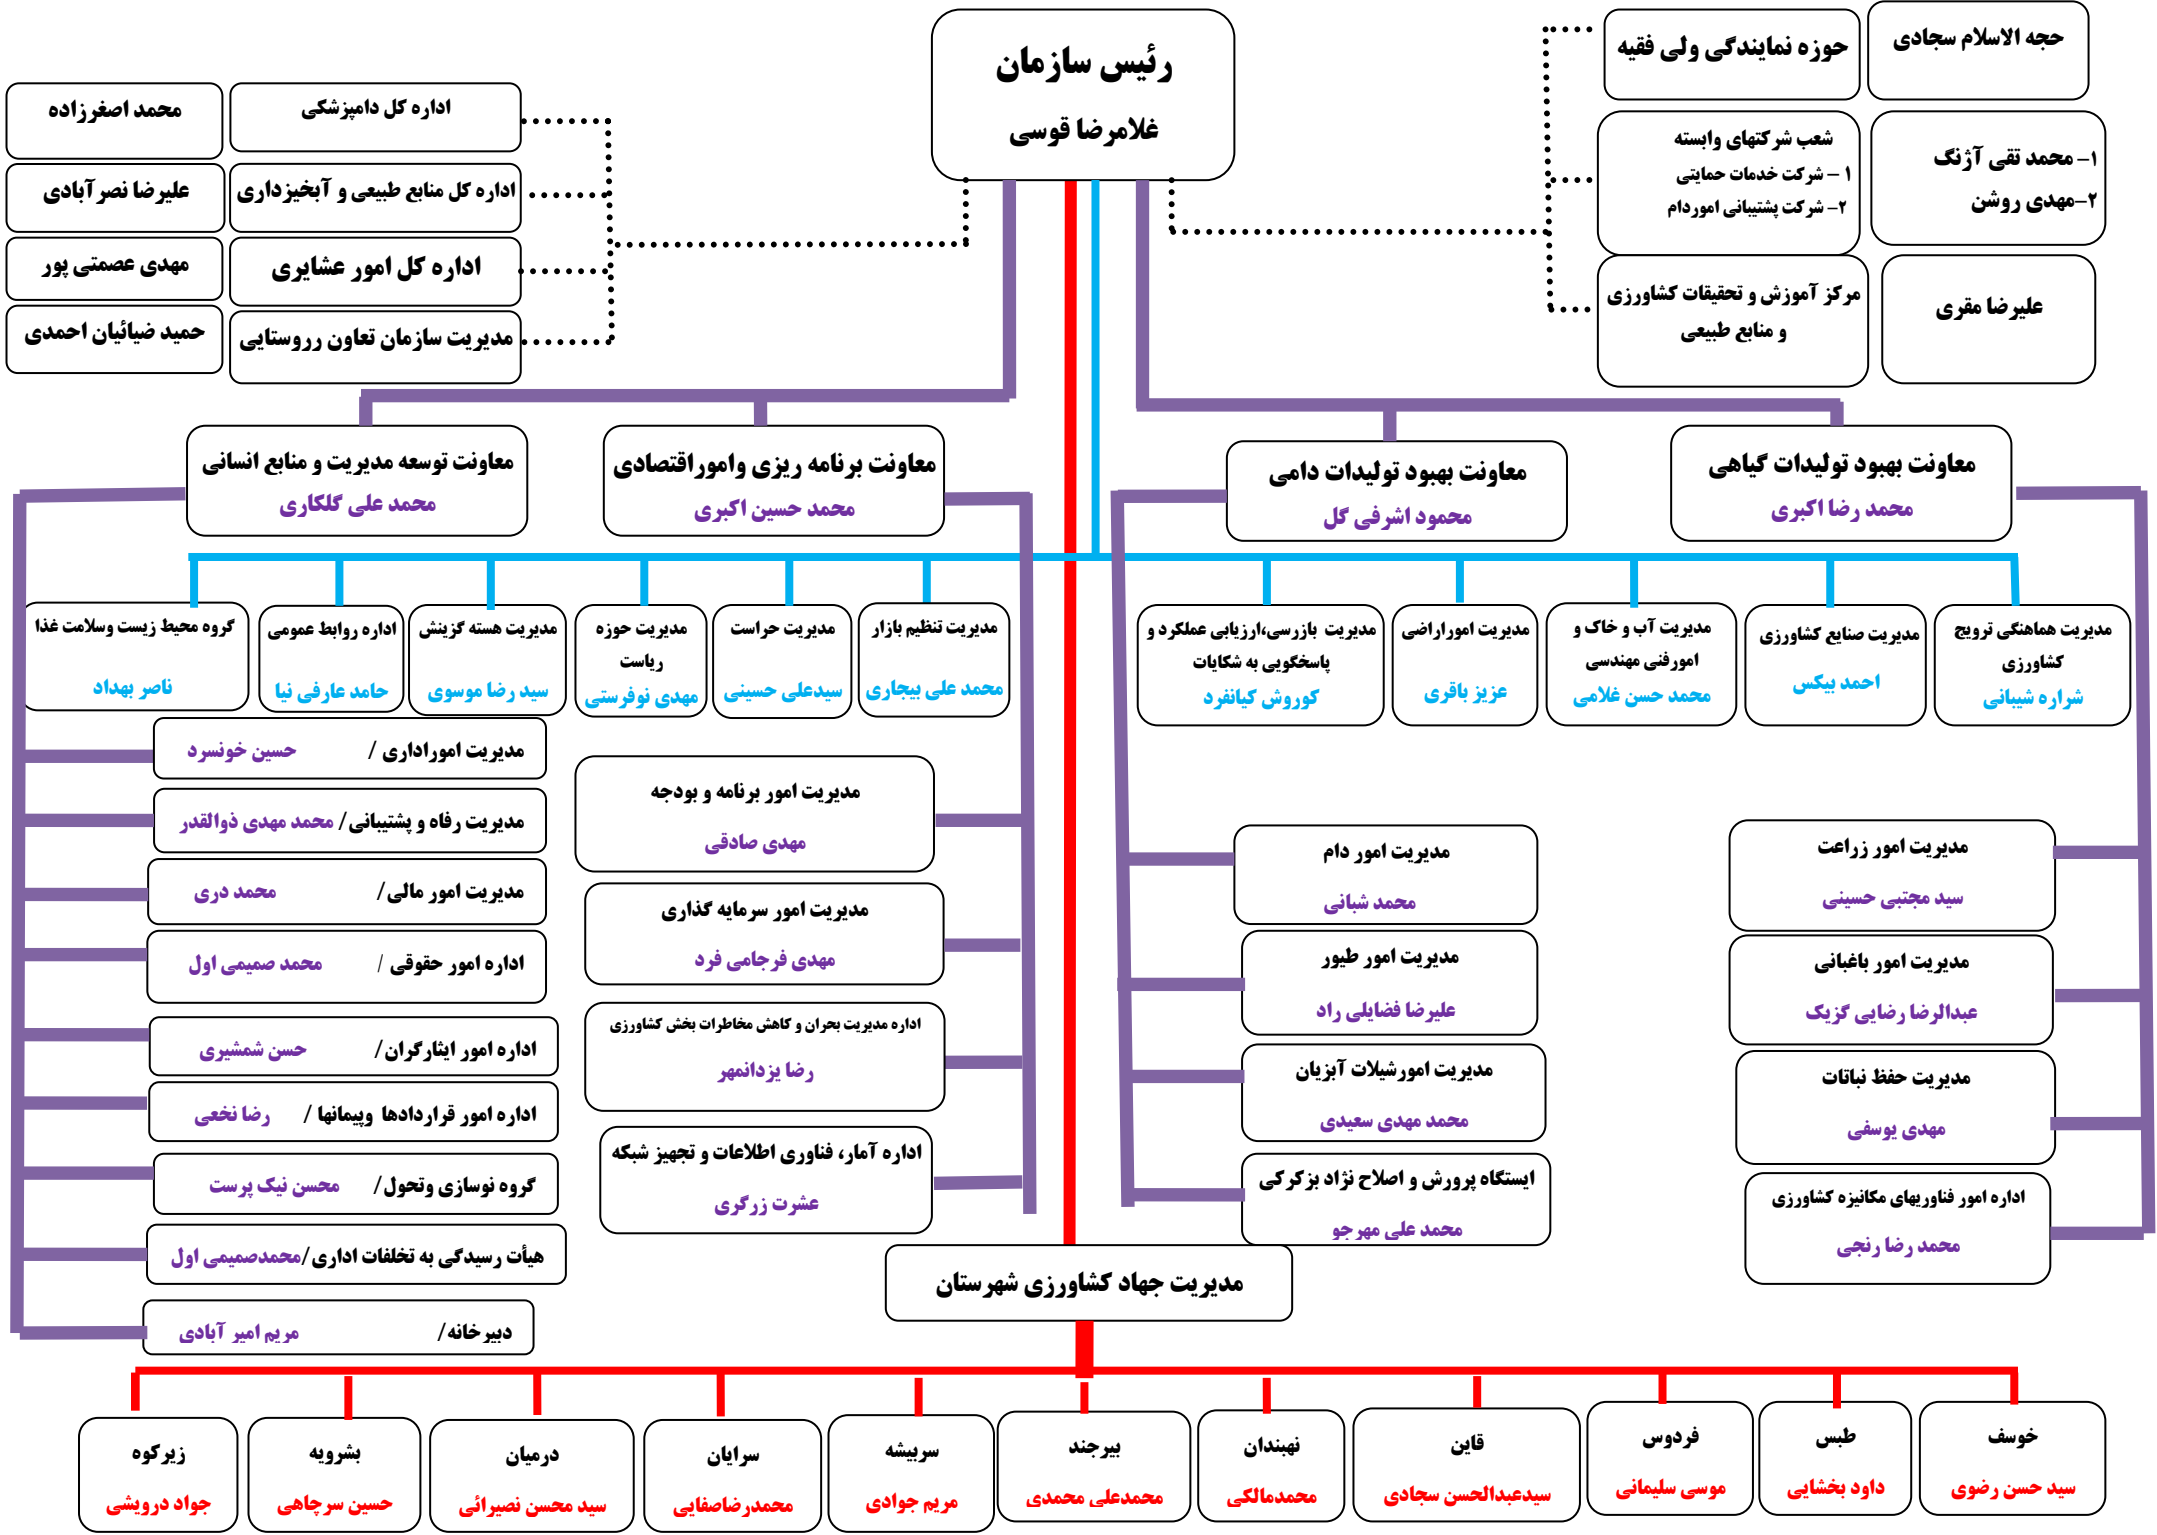 رئیس سازمان
غلامرضا قوسی
حجه الاسلام سجادی
حوزه نمایندگی ولی فقیه
۱- محمد تقی آژنگ
۲-مهدی روشن
شعب شرکتهای وابسته
۱ - شرکت خدمات حمایتی
۲- شرکت پشتیبانی اموردام
علیرضا مقری
مرکز آموزش و تحقیقات کشاورزی
و منابع طبیعی
اداره کل دامپزشکی
محمد اصغرزاده
اداره کل منابع طبیعی و آبخیزداری
علیرضا نصرآبادی
اداره کل امور عشایری
مهدی عصمتی پور
مدیریت سازمان تعاون روستایی
حمید ضیائیان احمدی
معاونت بهبود تولیدات گیاهی
محمد رضا اکبری
معاونت بهبود تولیدات دامی
محمود اشرفی گل
معاونت برنامه ریزی واموراقتصادی
محمد حسین اکبری
معاونت توسعه مدیریت و منابع انسانی
محمد علی گلکاری
مدیریت هماهنگی ترویج
کشاورزی
شراره شیبانی
مدیریت صنایع کشاورزی
احمد بیکس
مدیریت آب و خاک و
امورفنی مهندسی
محمد حسن غلامی
مدیریت اموراراضی
عزیز باقری
مدیریت بازرسی،ارزیابی عملکرد و
پاسخگویی به شکایات
کوروش کیانفرد
مدیریت تنظیم بازار
محمد علی بیجاری
مدیریت حراست
سیدعلی حسینی
مدیریت حوزه
ریاست
مهدی نوفرستی
مدیریت هسته گزینش
سید رضا موسوی
اداره روابط عمومی
حامد عارفی نیا
گروه محیط زیست وسلامت غذا
ناصر بهداد
مدیریت امور زراعت
سید مجتبی حسینی
مدیریت امور باغبانی
عبدالرضا رضایی گزیک
مدیریت حفظ نباتات
مهدی یوسفی
اداره امور فناوریهای مکانیزه کشاورزی
محمد رضا رنجی
مدیریت امور دام
محمد شبانی
مدیریت امور طیور
علیرضا فضایلی راد
مدیریت امورشیلات آبزیان
محمد مهدی سعیدی
ایستگاه پرورش و اصلاح نژاد بزکرکی
محمد علی مهرجو
مدیریت امور برنامه و بودجه
مهدی صادقی
مدیریت امور سرمایه گذاری
مهدی فرجامی فرد
اداره مدیریت بحران و کاهش مخاطرات بخش کشاورزی
رضا یزدانمهر
اداره آمار، فناوری اطلاعات و تجهیز شبکه
عشرت زرگری
مدیریت اموراداری / حسین خونسرد
مدیریت رفاه و پشتیبانی/ محمد مهدی ذوالقدر
مدیریت امور مالی/ محمد دری
اداره امور حقوقی / محمد صمیمی اول
اداره امور ایثارگران/ حسن شمشیری
اداره امور قراردادها وپیمانها / رضا نخعی
گروه نوسازی وتحول/ محسن نیک پرست
هیأت رسیدگی به تخلفات اداری/محمدصمیمی اول
دبیرخانه/ مریم امیر آبادی
مدیریت جهاد کشاورزی شهرستان
خوسف
سید حسن رضوی
طبس
داود بخشایی
فردوس
موسی سلیمانی
قاین
سیدعبدالحسن سجادی
نهبندان
محمدمالکی
بیرجند
محمدعلی محمدی
سربیشه
مریم جوادی
سرایان
محمدرضاصفایی
درمیان
سید محسن نصیرائی
بشرویه
حسین سرچاهی
زیرکوه
جواد درویشی